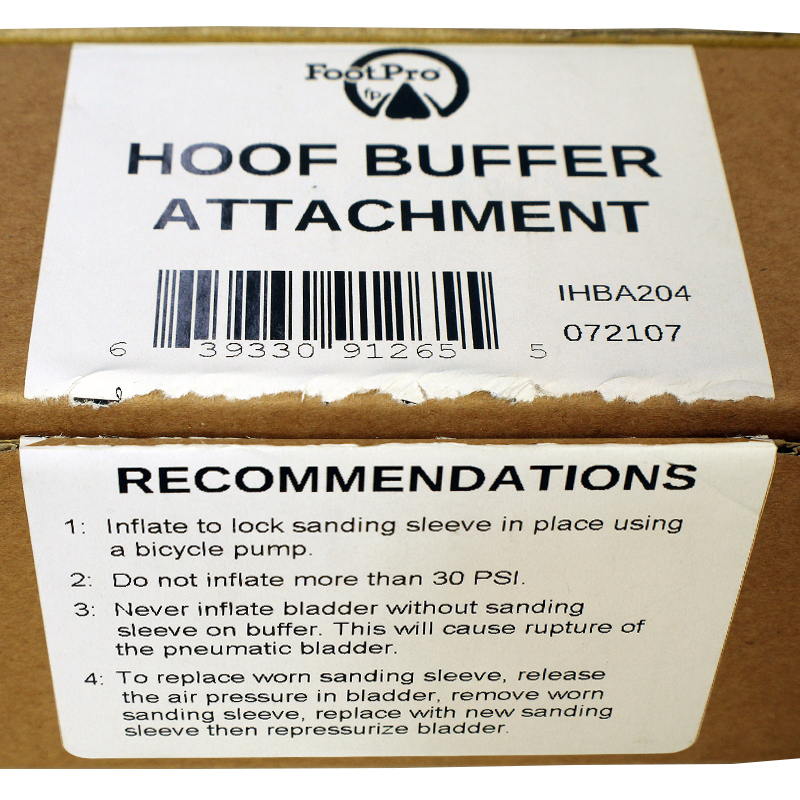 FootPro
fp
HOOF BUFFER
ATTACHMENT
IHBA204
072107
6 39330 91265 5
RECOMMENDATIONS
1: Inflate to lock sanding sleeve in place using
a bicycle pump.
2: Do not inflate more than 30 PSI.
3: Never inflate bladder without sanding
sleeve on buffer. This will cause rupture of
the pneumatic bladder.
4: To replace worn sanding sleeve, release
the air pressure in bladder, remove worn
sanding sleeve, replace with new sanding
sleeve then repressurize bladder.